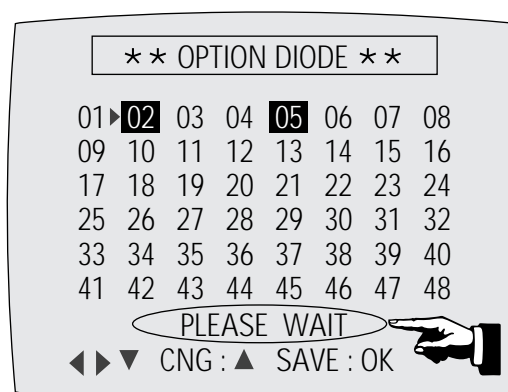 ** OPTION DIODE **
01 ▶ 02 03 04 05 06 07 08
09 10 11 12 13 14 15 16
17 18 19 20 21 22 23 24
25 26 27 28 29 30 31 32
33 34 35 36 37 38 39 40
41 42 43 44 45 46 47 48
PLEASE WAIT
◀ ▶ ▼ CNG : ▲ SAVE : OK